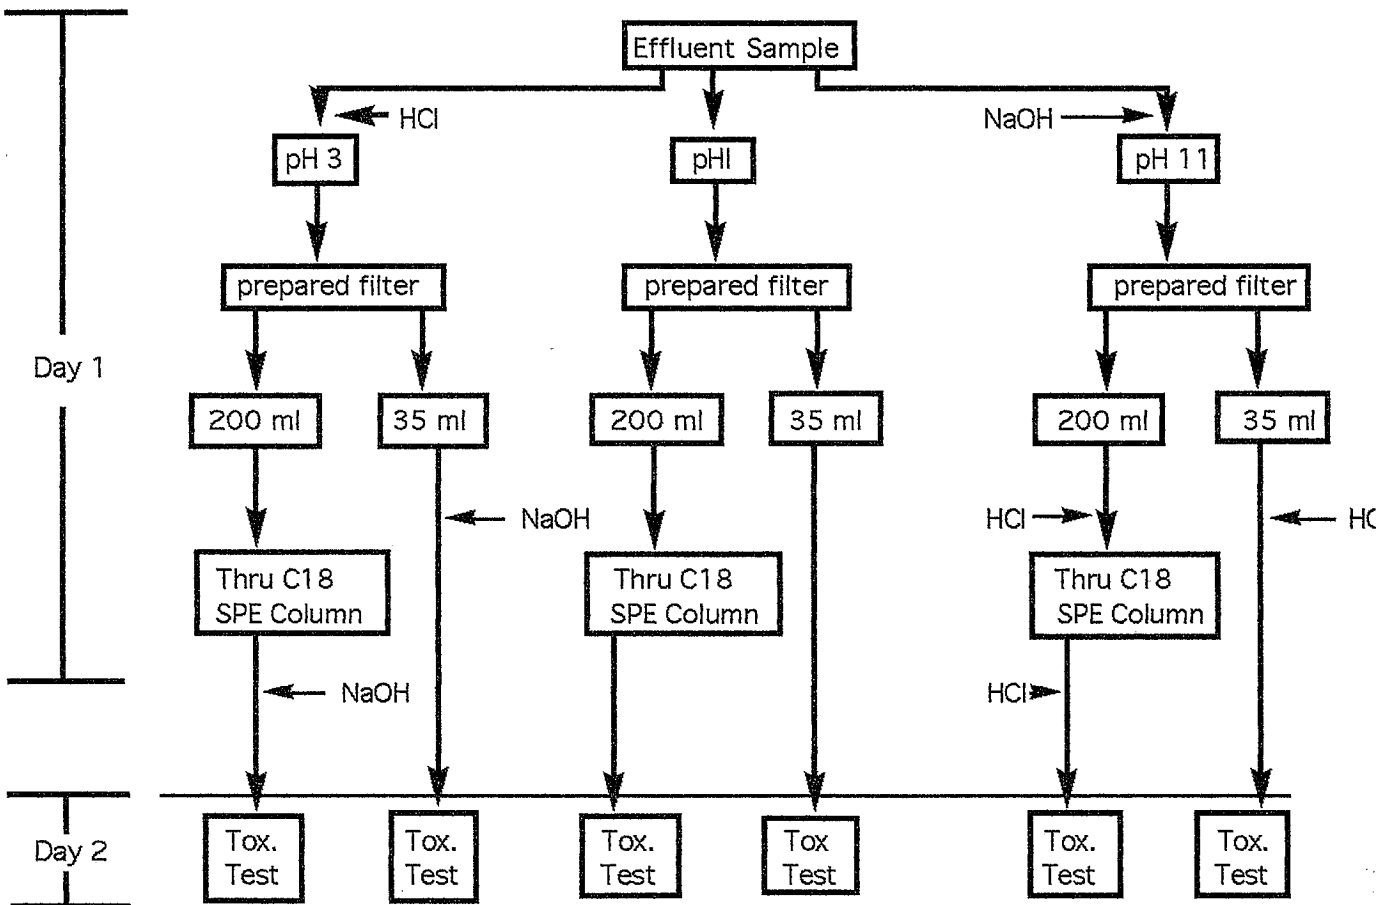 Effluent Sample
HCl
NaOH
pH 3
pHI
pH 11
prepared filter
prepared filter
prepared filter
Day 1
200 ml
35 ml
200 ml
35 ml
200 ml
35 ml
NaOH
HCl
Thru C18
SPE Column
Thru C18
SPE Column
Thru C18
SPE Column
NaOH
HCl
Day 2
Tox.
Test
Tox.
Test
Tox.
Test
Tox
Test
Tox.
Test
Tox.
Test